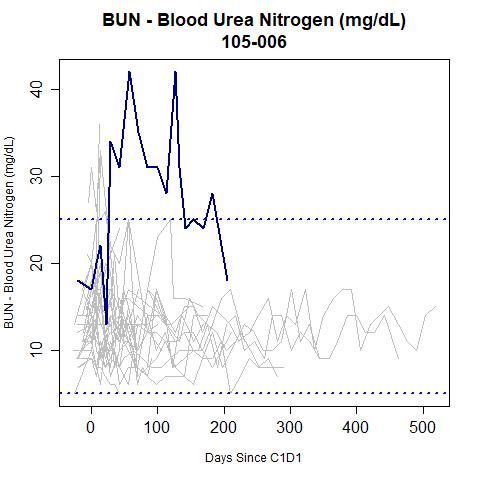 BUN - Blood Urea Nitrogen (mg/dL)
105-006
BUN - Blood Urea Nitrogen (mg/dL)
40
30
20
10
0 100 200 300 400 500
Days Since C1D1